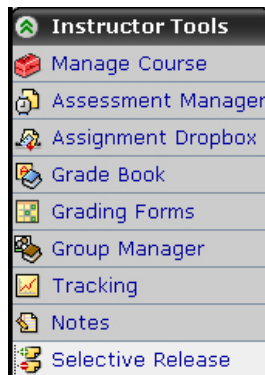 Instructor Tools
Manage Course
Assessment Manager
Assignment Dropbox
Grade Book
Grading Forms
Group Manager
Tracking
Notes
Selective Release